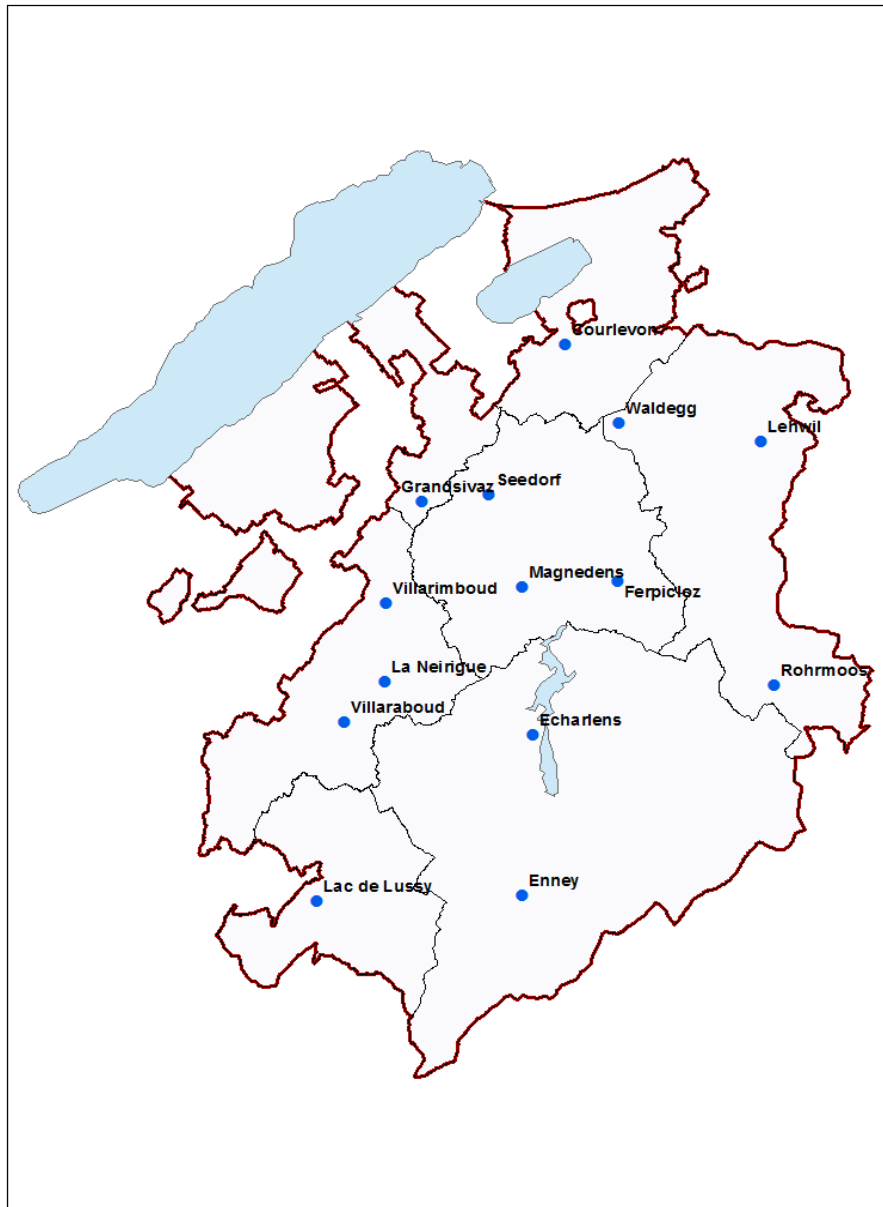 Courlevon
Waldegg
Lehwil
Grandsivaz
Seedorf
Magnedens
Ferpicloz
Villarimboud
La Neirigue
Rohrmoos
Villaraboud
Echarlens
Lac de Lussy
Enney